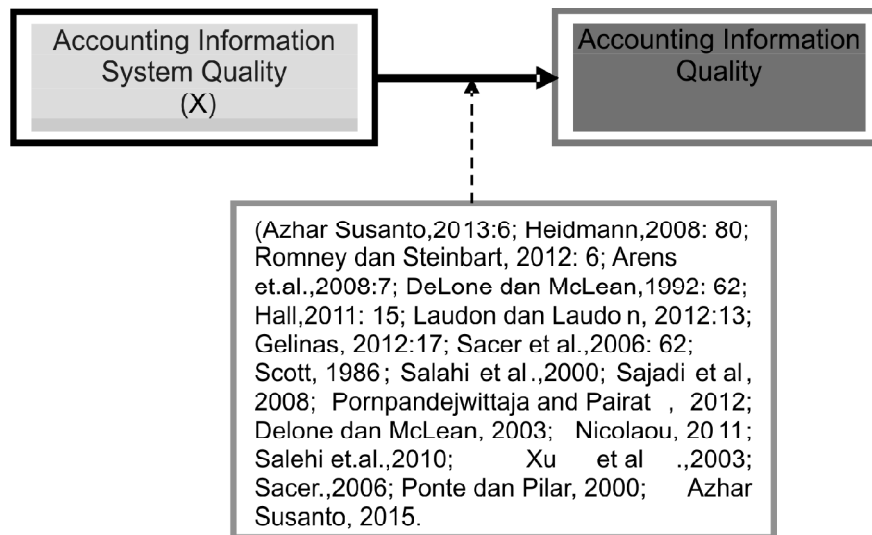 Accounting Information
System Quality
(X)
Accounting Information
Quality
(Azhar Susanto,2013:6; Heidmann,2008: 80;
Romney dan Steinbart, 2012: 6; Arens
et.al.,2008:7; DeLone dan McLean,1992: 62;
Hall,2011: 15; Laudon dan Laudon, 2012:13;
Gelinas, 2012:17; Sacer et al.,2006: 62;
Scott, 1986; Salahi et al.,2000; Sajadi et al,
2008; Pornpandejwittaja and Pairat , 2012;
Delone dan McLean, 2003; Nicolaou, 2011;
Salehi et.al.,2010; Xu et al .,2003;
Sacer.,2006; Ponte dan Pilar, 2000; Azhar
Susanto, 2015.